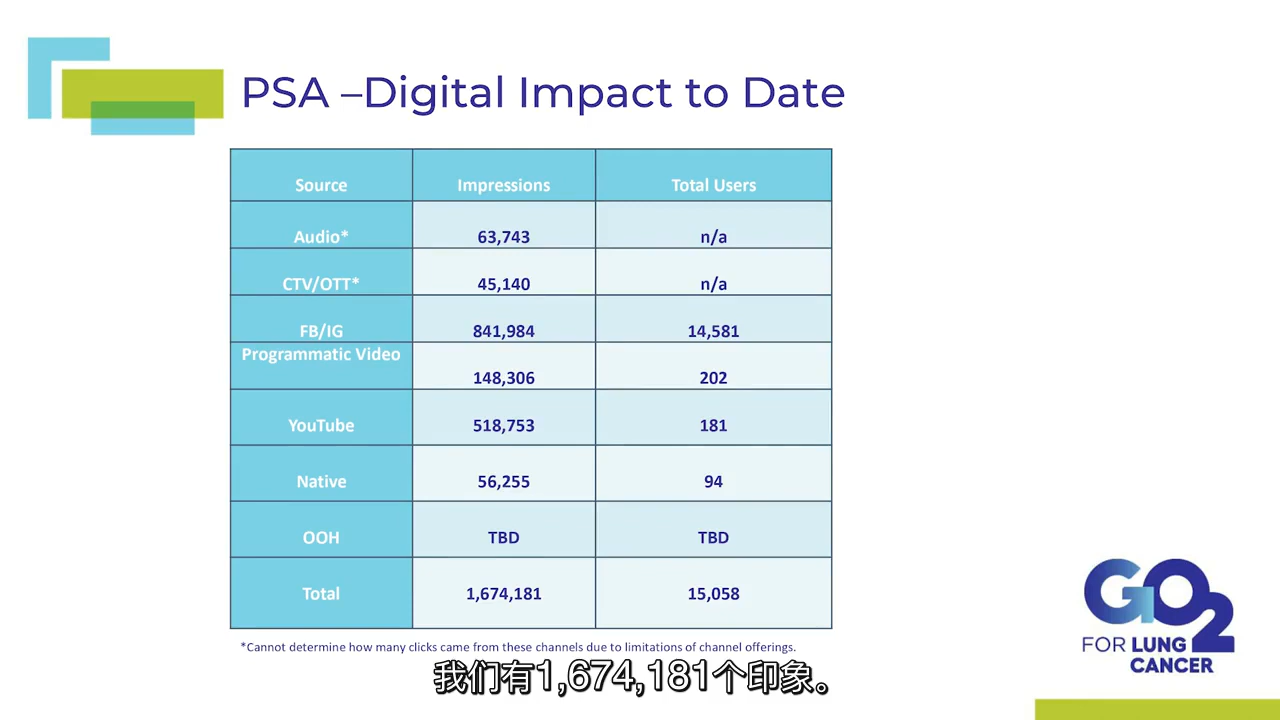 PSA –Digital Impact to Date
Source Impressions Total Users
Audio* 63,743 n/a
CTV/OTT* 45,140 n/a
FB/IG 841,984 14,581
Programmatic Video 148,306 202
YouTube 518,753 181
Native 56,255 94
OOH TBD TBD
Total 1,674,181 15,058
*Cannot determine how many clicks came from these channels due to limitations of channel offerings.
我们有1,674,181个印象。
GO2
FOR LUNG
CANCER